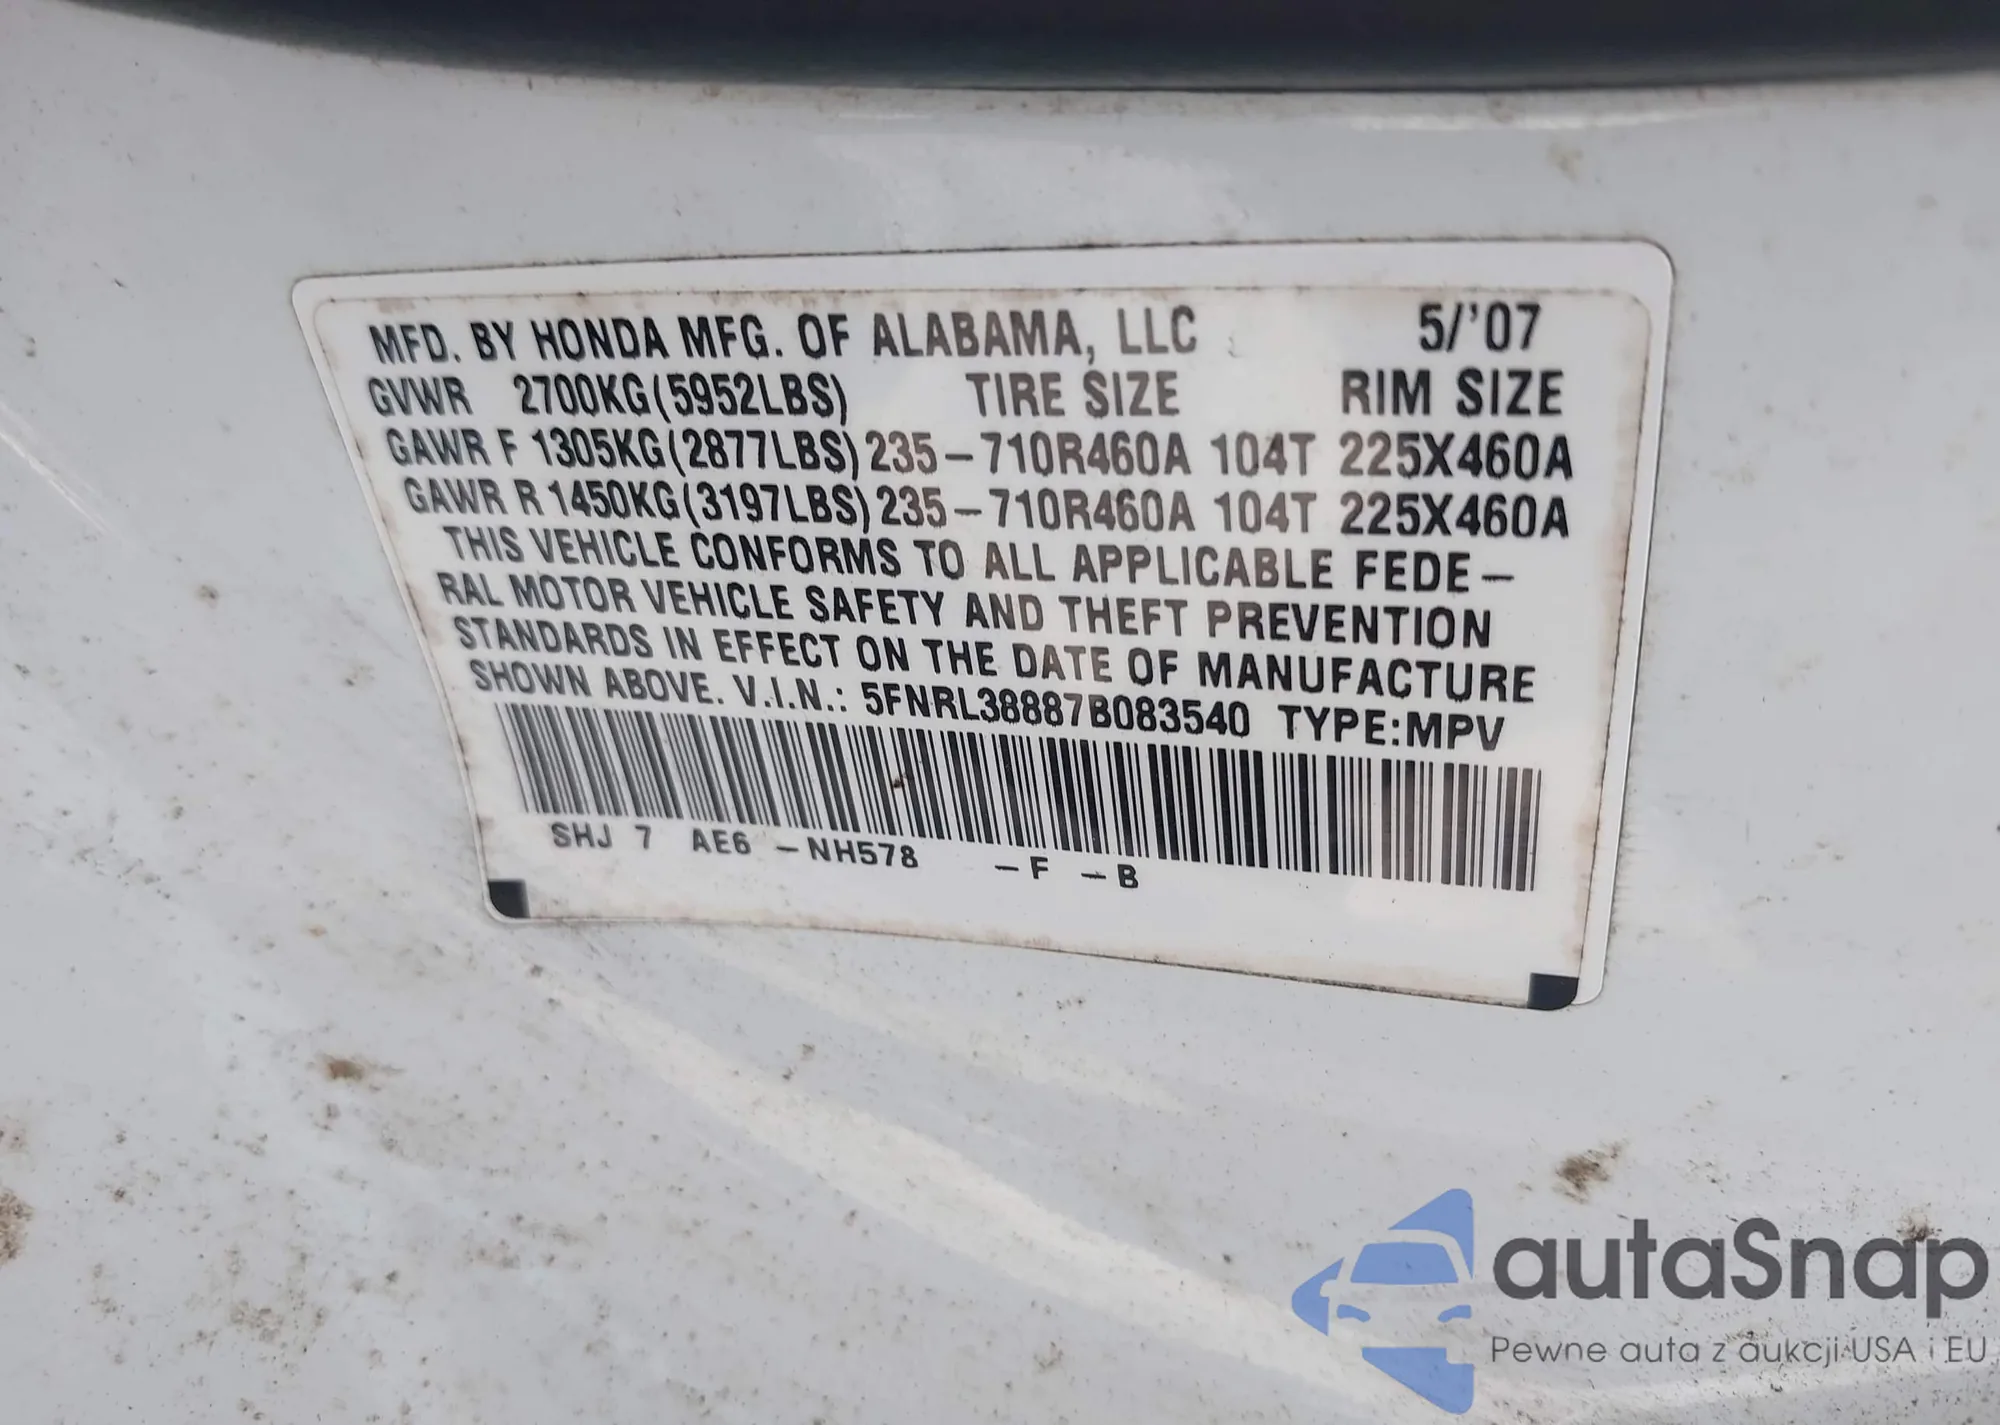 MFD. BY HONDA MFG. OF ALABAMA, LLC 5/'07
GVWR 2700KG(5952LBS) TIRE SIZE RIM SIZE
GAWR F 1305KG(2877LBS) 235-710R460A 104T 225X460A
GAWR R 1450KG(3197LBS) 235-710R460A 104T 225X460A
THIS VEHICLE CONFORMS TO ALL APPLICABLE FEDE-
RAL MOTOR VEHICLE SAFETY AND THEFT PREVENTION
STANDARDS IN EFFECT ON THE DATE OF MANUFACTURE
SHOWN ABOVE. V.I.N.: 5FNRL38887B083540 TYPE:MPV
SHJ 7 AE6 -NH578 -F -B
autaSnap
Pewne auta z aukcji USA i EU